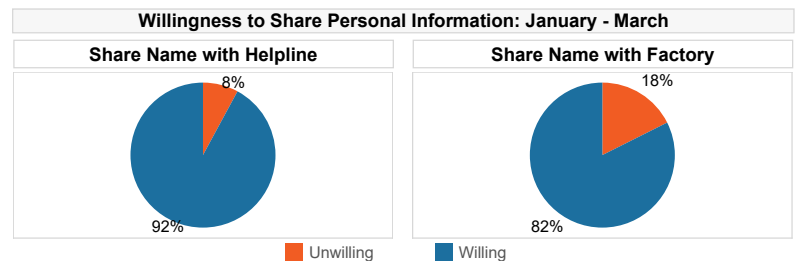 Willingness to Share Personal Information: January - March
Share Name with Helpline
Share Name with Factory
8%
92%
18%
82%
Unwilling
Willing